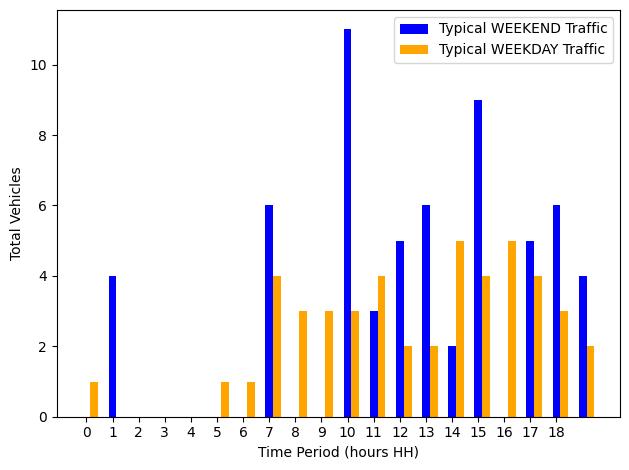 Typical WEEKEND Traffic
Typical WEEKDAY Traffic
Total Vehicles
10
8
6
4
2
0
0 1 2 3 4 5 6 7 8 9 10 11 12 13 14 15 16 17 18
Time Period (hours HH)